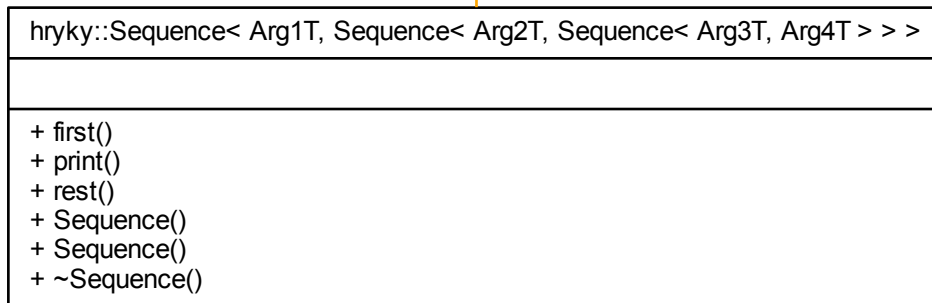 hryky::Sequence< Arg1T, Sequence< Arg2T, Sequence< Arg3T, Arg4T > > >
+ first()
+ print()
+ rest()
+ Sequence()
+ Sequence()
+ ~Sequence()